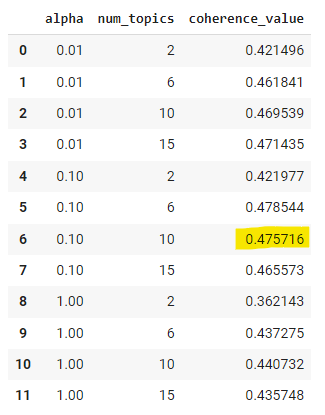 alpha num_topics coherence_value
0 0.01 2 0.421496
1 0.01 6 0.461841
2 0.01 10 0.469539
3 0.01 15 0.471435
4 0.10 2 0.421977
5 0.10 6 0.478544
6 0.10 10 0.475716
7 0.10 15 0.465573
8 1.00 2 0.362143
9 1.00 6 0.437275
10 1.00 10 0.440732
11 1.00 15 0.435748